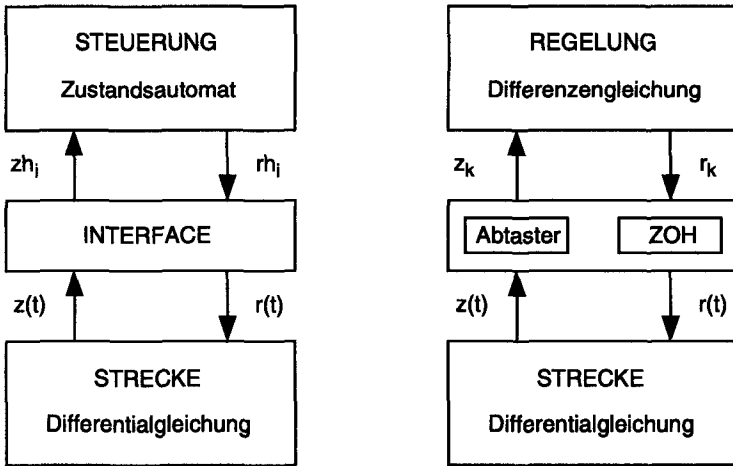 STEUERUNG
Zustandsautomat
zh_i
rh_i
INTERFACE
z(t)
r(t)
STRECKE
Differentialgleichung
REGELUNG
Differenzengleichung
z_k
r_k
Abtaster
ZOH
z(t)
r(t)
STRECKE
Differentialgleichung